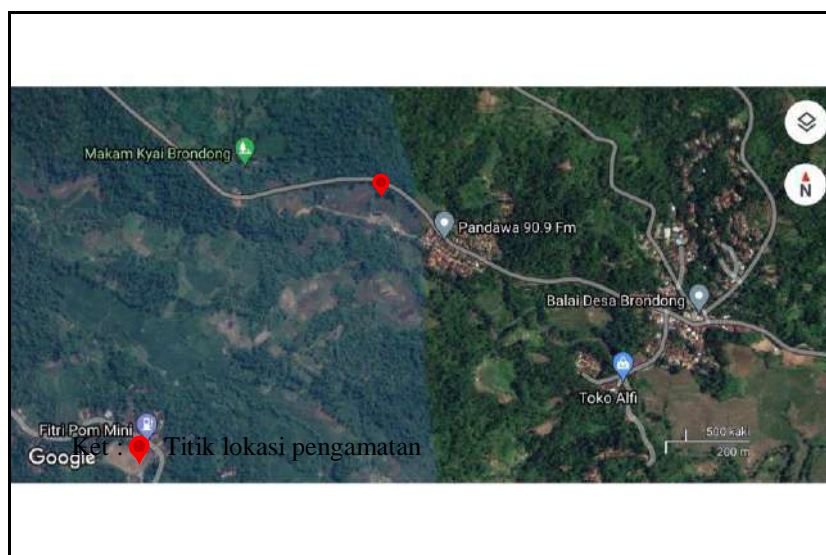 Makam Kyai Brondong
N
Pandawa 90.9 Fm
Balai Desa Brondong
Toko Alfi
Fitri Pom Mini
500 kaki
Ket : Titik lokasi pengamatan
Google
200 m